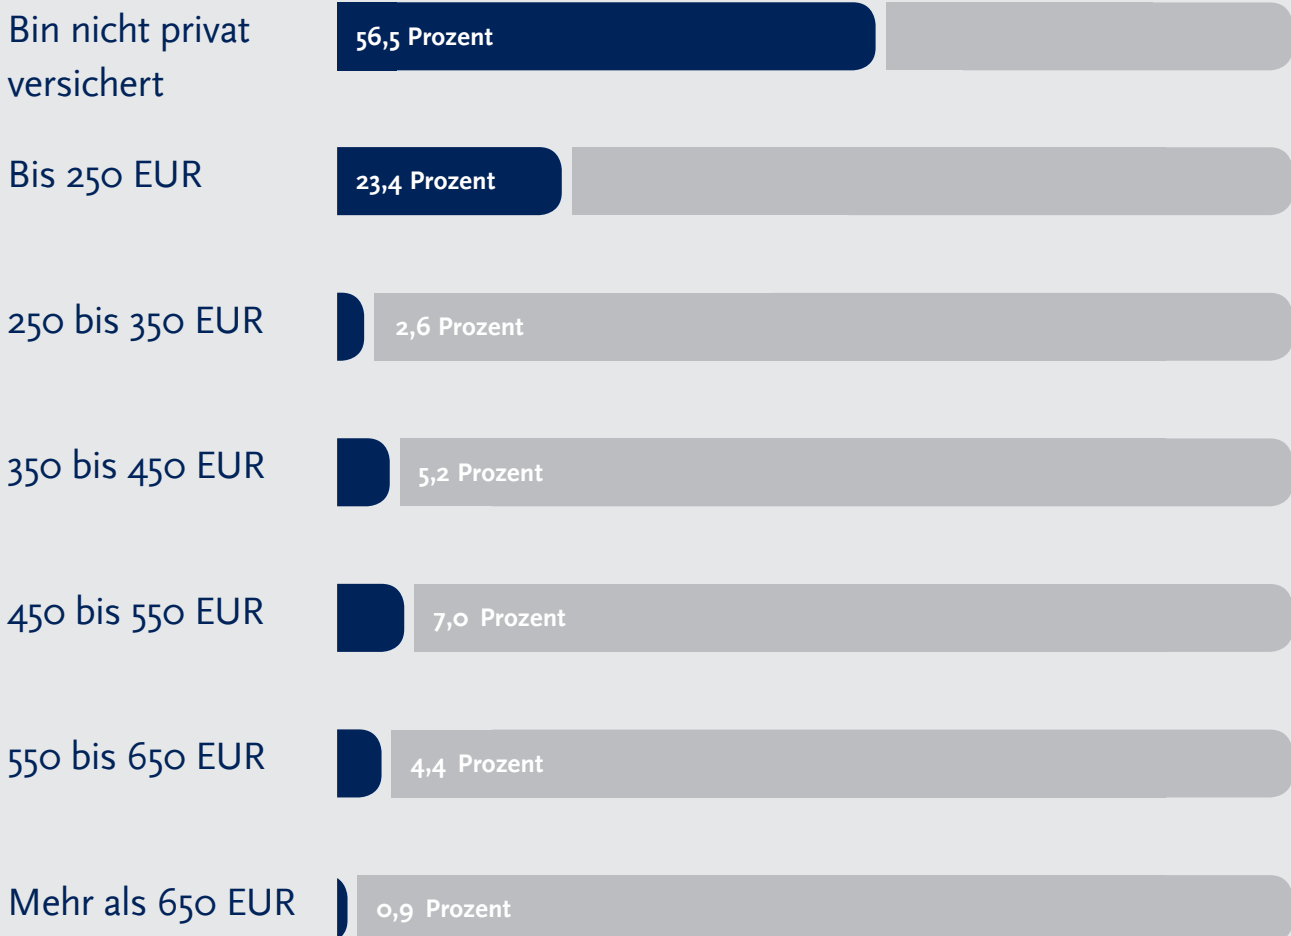 Bin nicht privat
versichert
56,5 Prozent
Bis 250 EUR
23,4 Prozent
250 bis 350 EUR
2,6 Prozent
350 bis 450 EUR
5,2 Prozent
450 bis 550 EUR
7,0 Prozent
550 bis 650 EUR
4,4 Prozent
Mehr als 650 EUR
0,9 Prozent